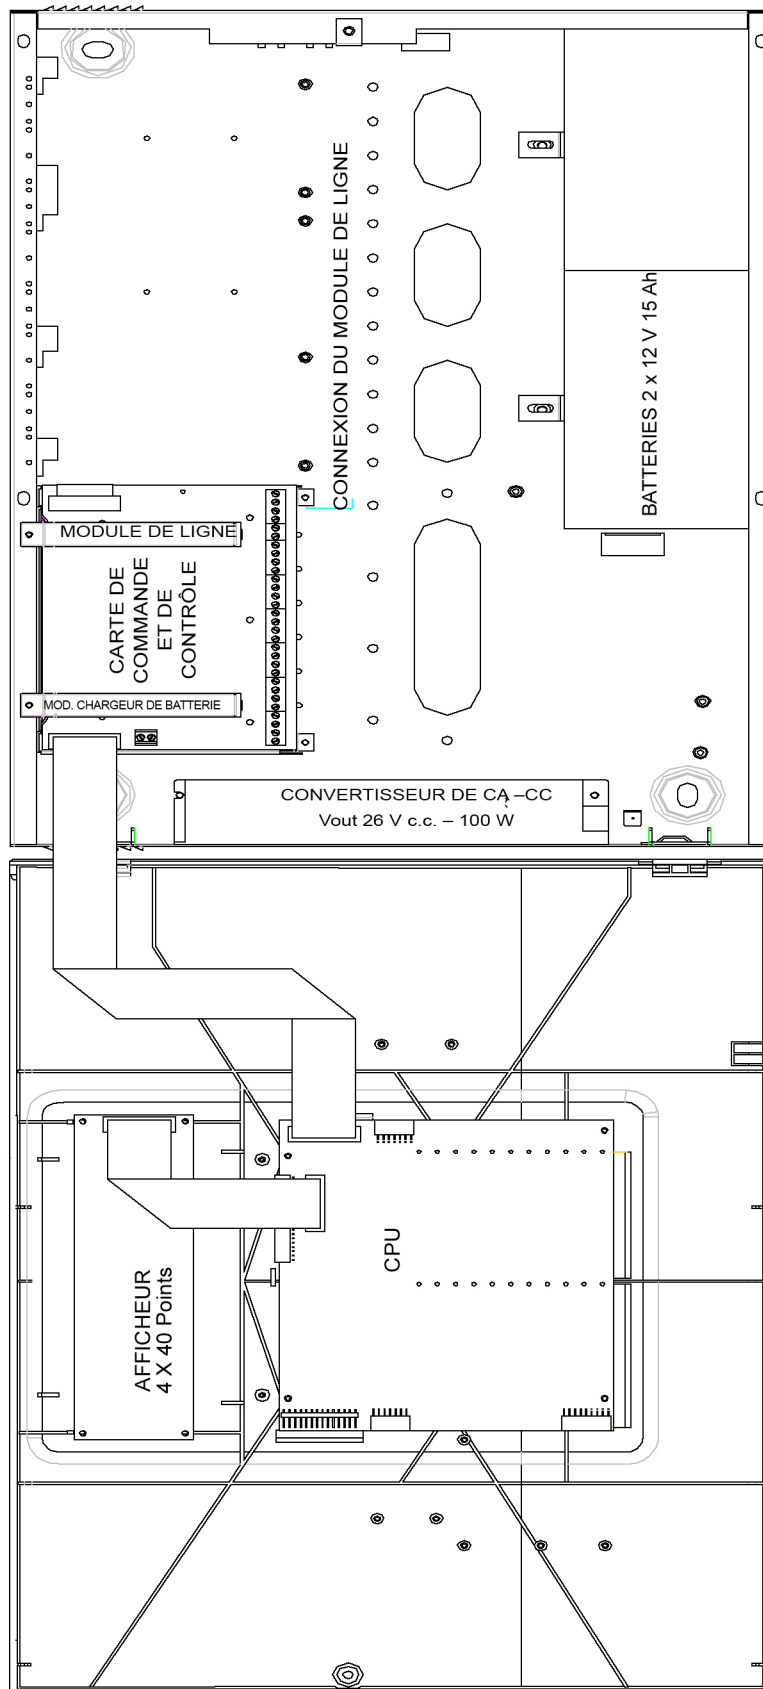 CONNEXION DU MODULE DE LIGNE
BATTERIES 2 x 12 V 15 Ah
MODULE DE LIGNE
CARTE DE
COMMANDE
ET DE
CONTRÔLE
MOD. CHARGEUR DE BATTERIE
CONVERTISSEUR DE CA –CC
Vout 26 V c.c. – 100 W
CPU
AFFICHEUR
4 X 40 Points